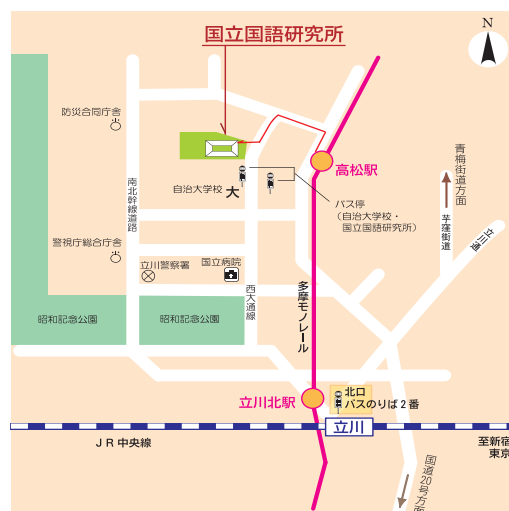 国立国語研究所
N
防災合同庁舎
高松駅
青梅街道方面
南北幹線道路
自治大学校 大
バス停
（自治大学校・
国立国語研究所）
芋窪街道
立川通
警視庁総合庁舎
立川警察署
国立病院
西大通線
多摩モノレール
昭和記念公園
昭和記念公園
立川北駅
北口
バスのりば2番
立川
JR中央線
至新宿
東京
国道20号方面